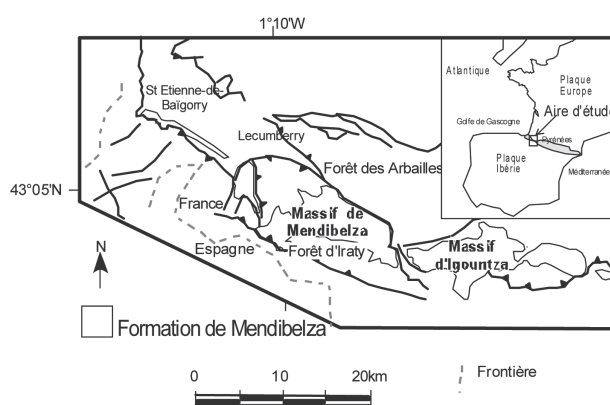 1°10'W
Atlantique
Plaque
Europe
Aire d'étude
Golfe de Gascogne
Pyrénées
Plaque
Ibérie
Méditerranée
St Etienne-de-
Baïgorry
Lecumberry
Forêt des Arbailles
43°05'N
France
Massif de
Mendibelza
Espagne
Forêt d'Iraty
Massif
d'Igountza
N
Formation de Mendibelza
Frontière
0 10 20km